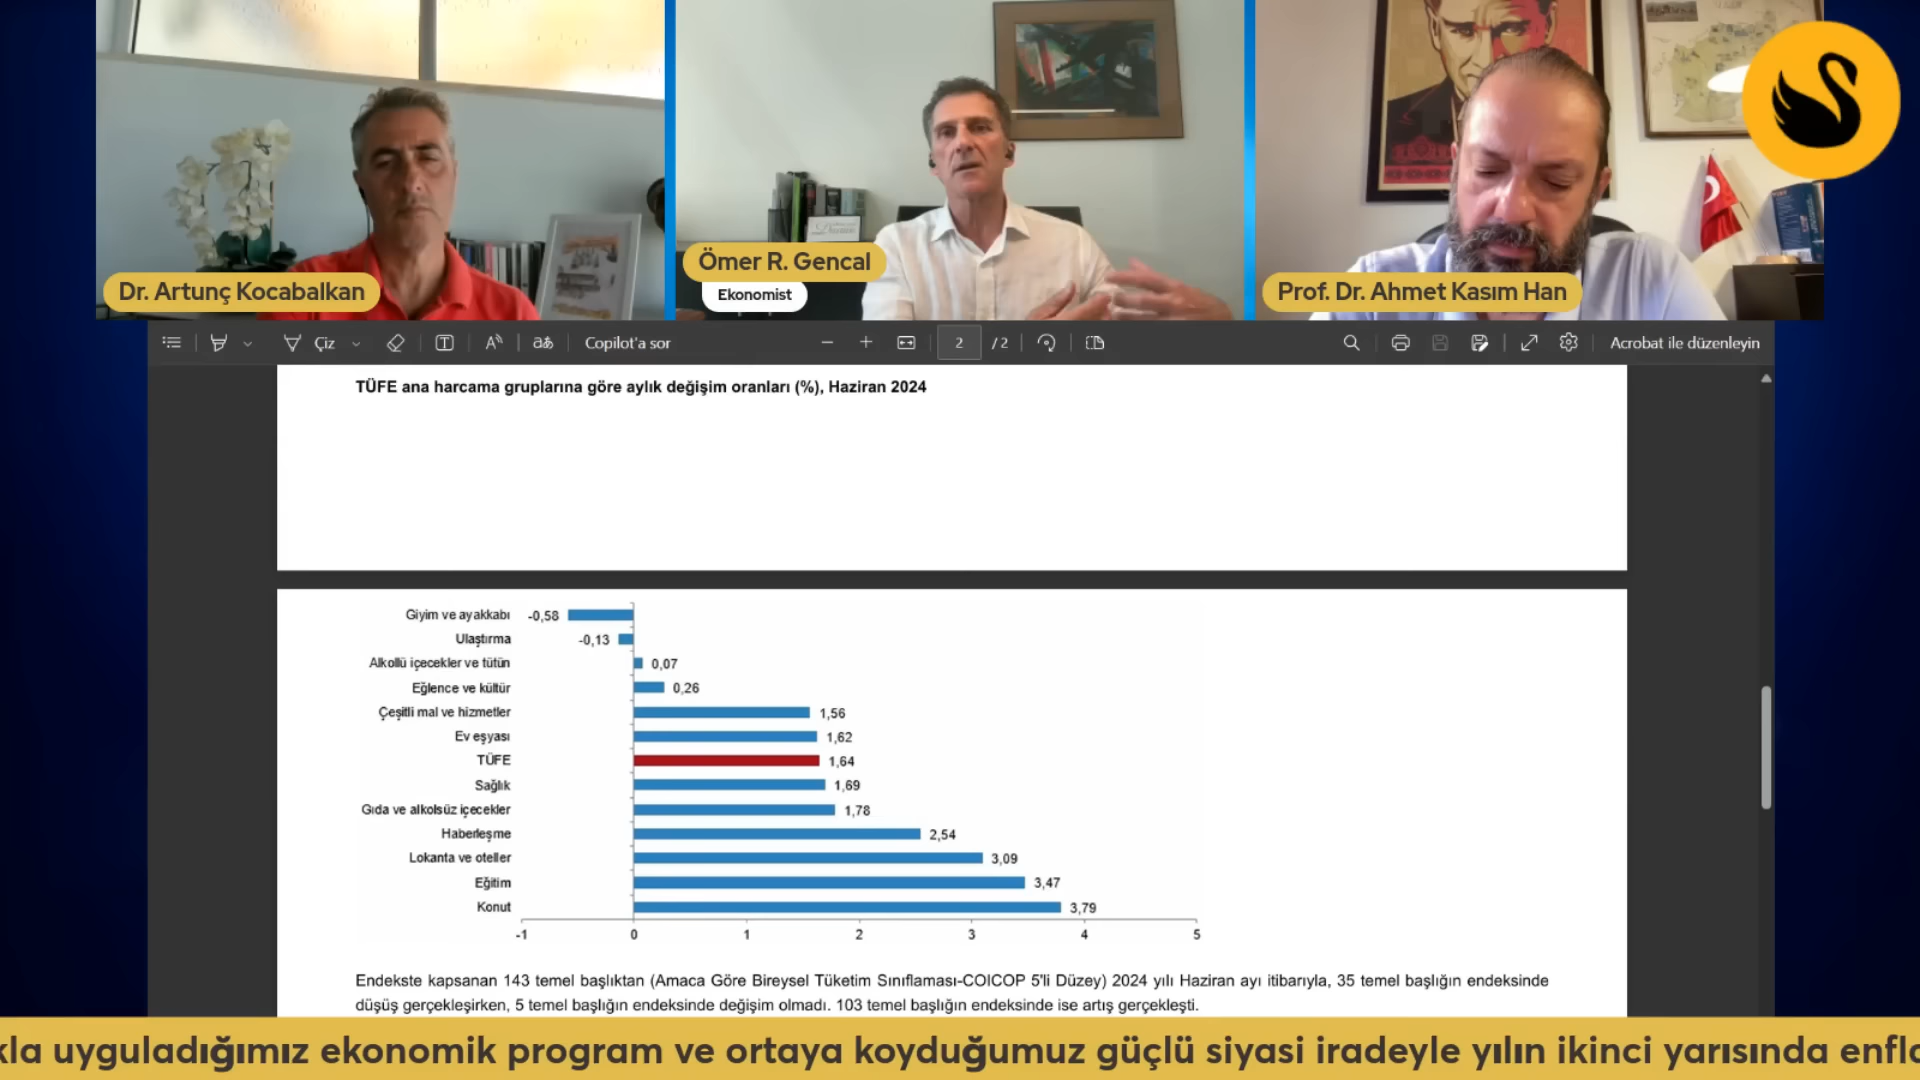 Dr. Artunç Kocabalkan
Ömer R. Gencal
Ekonomist
Prof. Dr. Ahmet Kasım Han
Çiz
Copilot'a sor
2 / 2
Acrobat ile düzenleyin
TÜFE ana harcama gruplarına göre aylık değişim oranları (%), Haziran 2024
Giyim ve ayakkabı -0,58
Ulaştırma -0,13
Alkollü içecekler ve tütün 0,07
Eğlence ve kültür 0,26
Çeşitli mal ve hizmetler 1,56
Ev eşyası 1,62
TÜFE 1,64
Sağlık 1,69
Gıda ve alkolsüz içecekler 1,78
Haberleşme 2,54
Lokanta ve oteller 3,09
Eğitim 3,47
Konut 3,79
-1 0 1 2 3 4 5
Endekste kapsanan 143 temel başlıktan (Amaca Göre Bireysel Tüketim Sınıflaması-COICOP 5'li Düzey) 2024 yılı Haziran ayı itibarıyla, 35 temel başlığın endeksinde
düşüş gerçekleşirken, 5 temel başlığın endeksinde değişim olmadı. 103 temel başlığın endeksinde ise artış gerçekleşti.
kla uyguladığımız ekonomik program ve ortaya koyduğumuz güçlü siyasi iradeyle yılın ikinci yarısında enfl